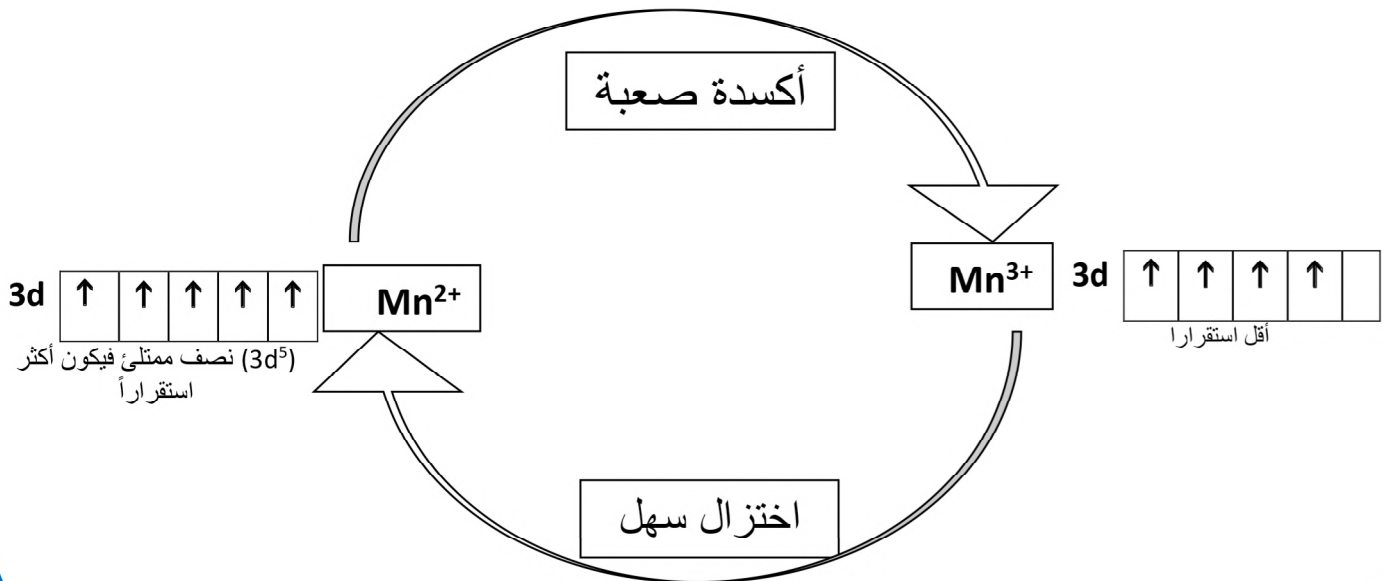 أكسدة صعبة
3d ↑ ↑ ↑ ↑ ↑
Mn²⁺
(3d⁵) نصف ممتلئ فيكون أكثر
استقراراً
Mn³⁺
3d ↑ ↑ ↑ ↑
أقل استقرارا
اختزال سهل